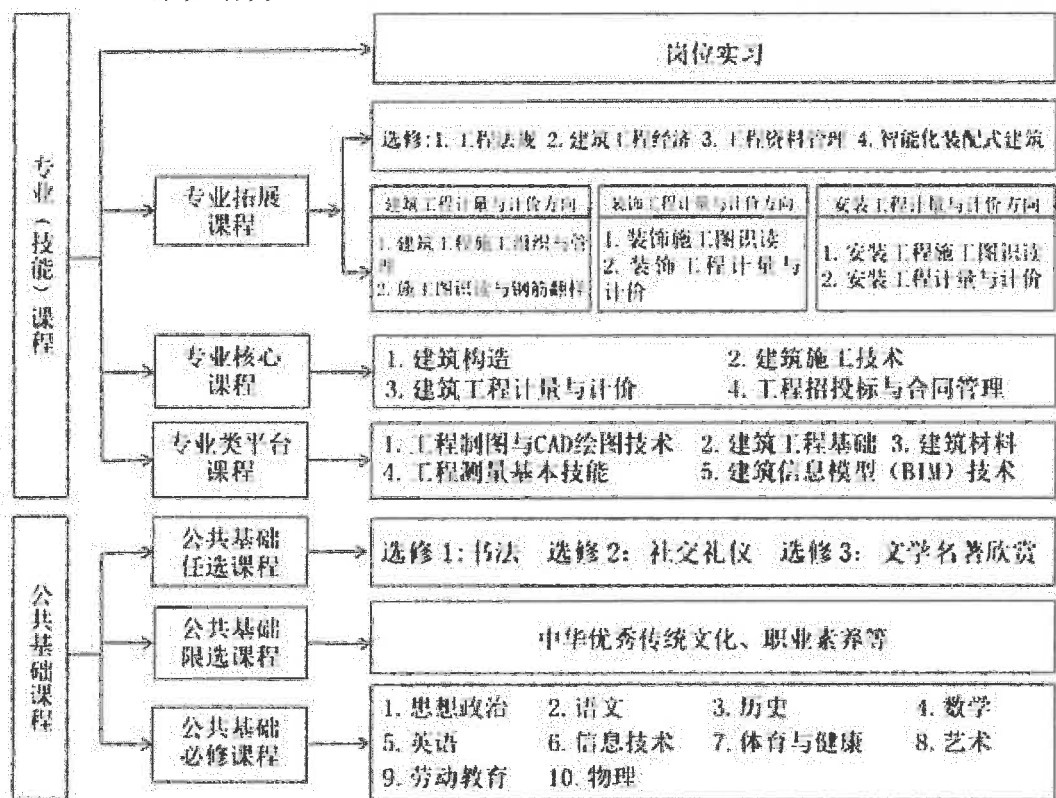 专业（技能）课程
岗位实习
专业拓展
课程
选修:1. 工程法规 2. 建筑工程经济 3. 工程资料管理 4. 智能化装配式建筑
建筑工程计量与计价方向
1. 建筑工程施工组织与管
理
2. 施工图识读与钢筋翻样
装饰工程计量与计价方向
1. 装饰施工图识读
2. 装饰工程计量与
计价
安装工程计量与计价方向
1. 安装工程施工图识读
2. 安装工程计量与计价
专业核心
课程
1. 建筑构造 2. 建筑施工技术
3. 建筑工程计量与计价 4. 工程招投标与合同管理
专业类平台
课程
1. 工程制图与CAD绘图技术 2. 建筑工程基础 3. 建筑材料
4. 工程测量基本技能 5. 建筑信息模型（BIM）技术
公共基础课程
公共基础
任选课程
选修1:书法 选修2: 社交礼仪 选修3: 文学名著欣赏
公共基础
限选课程
中华优秀传统文化、职业素养等
公共基础
必修课程
1. 思想政治 2. 语文 3. 历史 4. 数学
5. 英语 6. 信息技术 7. 体育与健康 8. 艺术
9. 劳动教育 10. 物理